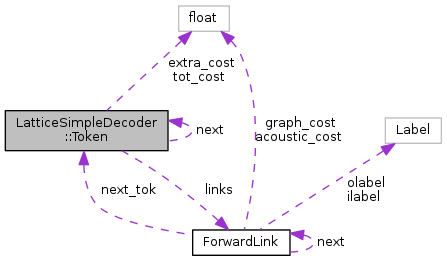 float
extra_cost
tot_cost
LatticeSimpleDecoder
::Token
next
graph_cost
acoustic_cost
Label
next_tok
links
olabel
ilabel
ForwardLink
next